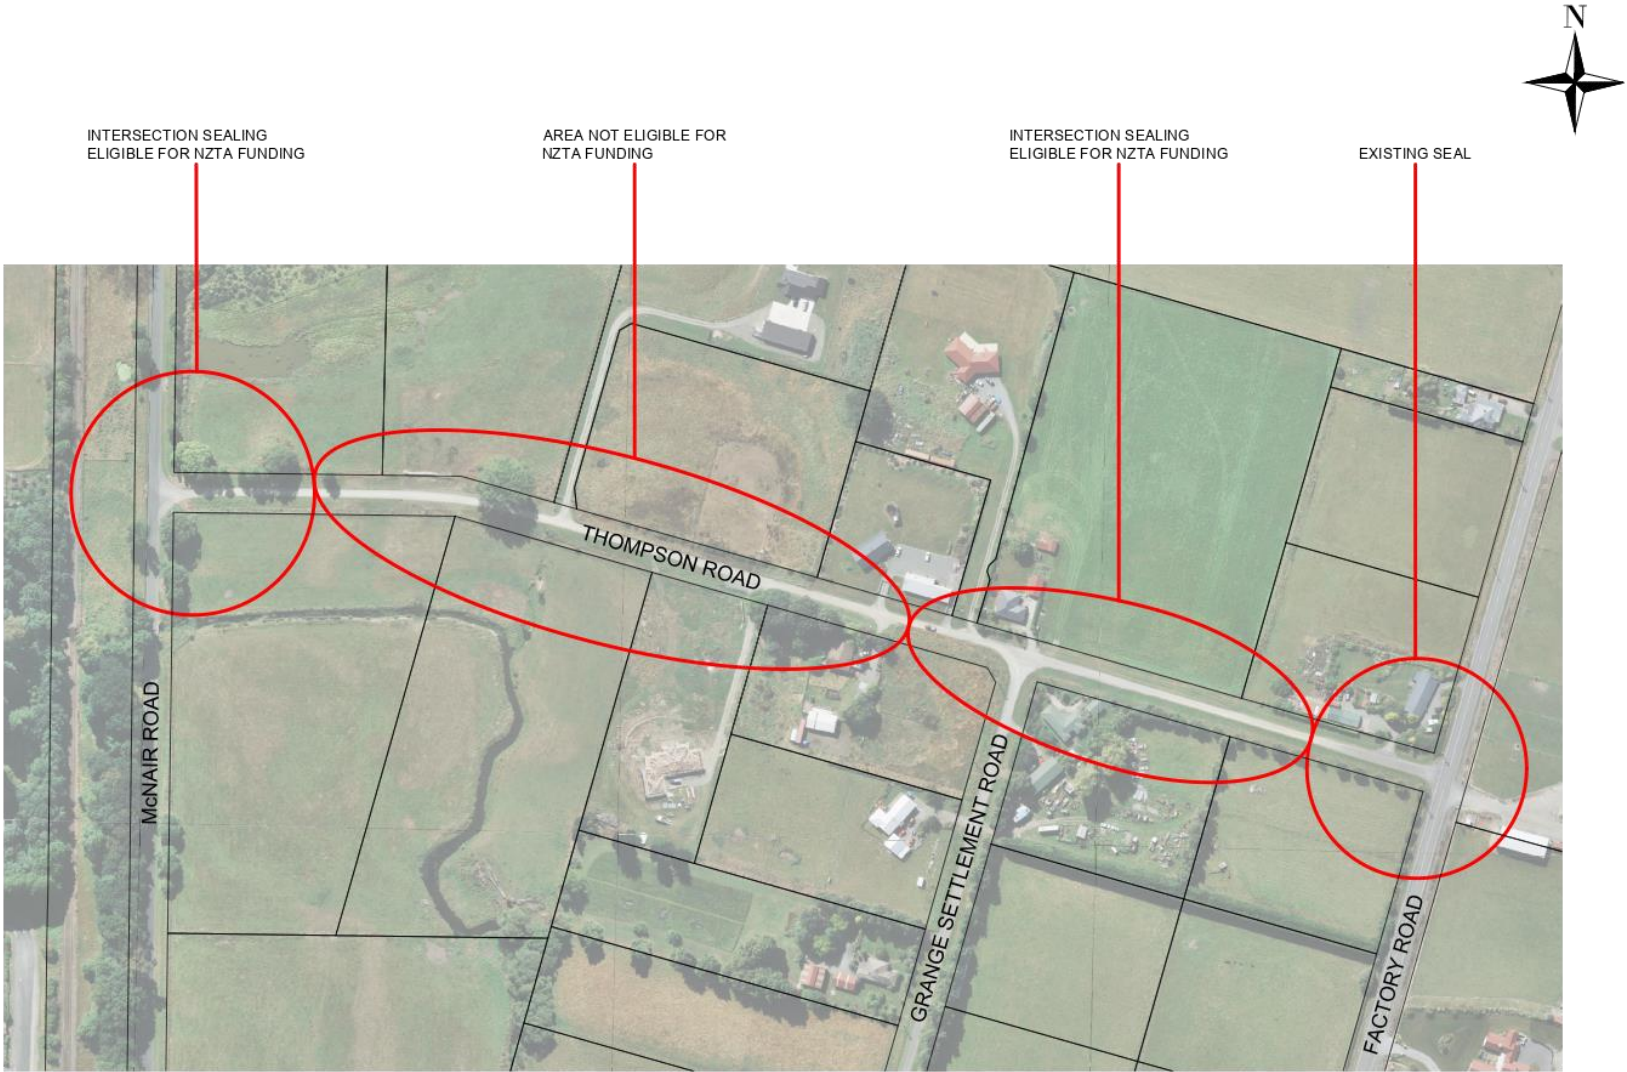 N
INTERSECTION SEALING
ELIGIBLE FOR NZTA FUNDING
AREA NOT ELIGIBLE FOR
NZTA FUNDING
INTERSECTION SEALING
ELIGIBLE FOR NZTA FUNDING
EXISTING SEAL
THOMPSON ROAD
McNAIR ROAD
GRANGE SETTLEMENT ROAD
FACTORY ROAD